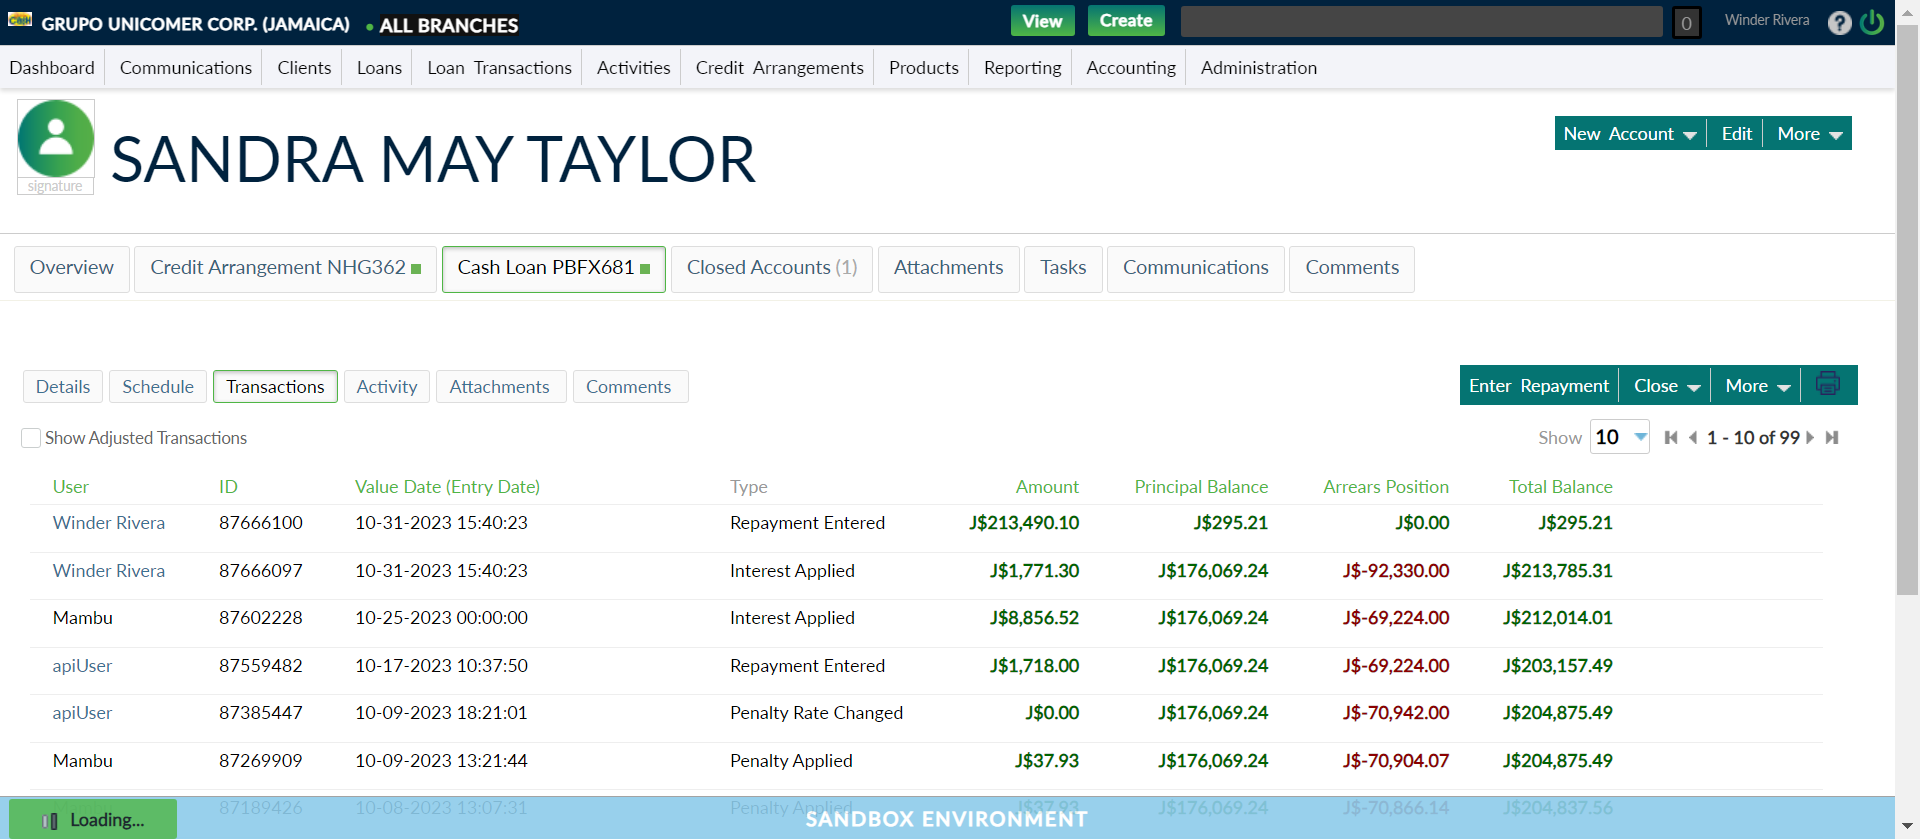 Cash GRUPO UNICOMER CORP. (JAMAICA) • ALL BRANCHES View Create 0 Winder Rivera ?
Dashboard Communications Clients Loans Loan Transactions Activities Credit Arrangements Products Reporting Accounting Administration
SANDRA MAY TAYLOR
signature
New Account Edit More
Overview Credit Arrangement NHG362 Cash Loan PBFX681 Closed Accounts (1) Attachments Tasks Communications Comments
Details Schedule Transactions Activity Attachments Comments
Enter Repayment Close More
Show Adjusted Transactions
Show 10 1 - 10 of 99
User ID Value Date (Entry Date) Type Amount Principal Balance Arrears Position Total Balance
Winder Rivera 87666100 10-31-2023 15:40:23 Repayment Entered J$213,490.10 J$295.21 J$0.00 J$295.21
Winder Rivera 87666097 10-31-2023 15:40:23 Interest Applied J$1,771.30 J$176,069.24 J$-92,330.00 J$213,785.31
Mambu 87602228 10-25-2023 00:00:00 Interest Applied J$8,856.52 J$176,069.24 J$-69,224.00 J$212,014.01
apiUser 87559482 10-17-2023 10:37:50 Repayment Entered J$1,718.00 J$176,069.24 J$-69,224.00 J$203,157.49
apiUser 87385447 10-09-2023 18:21:01 Penalty Rate Changed J$0.00 J$176,069.24 J$-70,942.00 J$204,875.49
Mambu 87269909 10-09-2023 13:21:44 Penalty Applied J$37.93 J$176,069.24 J$-70,904.07 J$204,875.49
Mambu 87189426 10-08-2023 13:07:31 Penalty Applied J$37.93 J$176,069.24 J$-70,866.14 J$204,837.56
Loading...
SANDBOX ENVIRONMENT